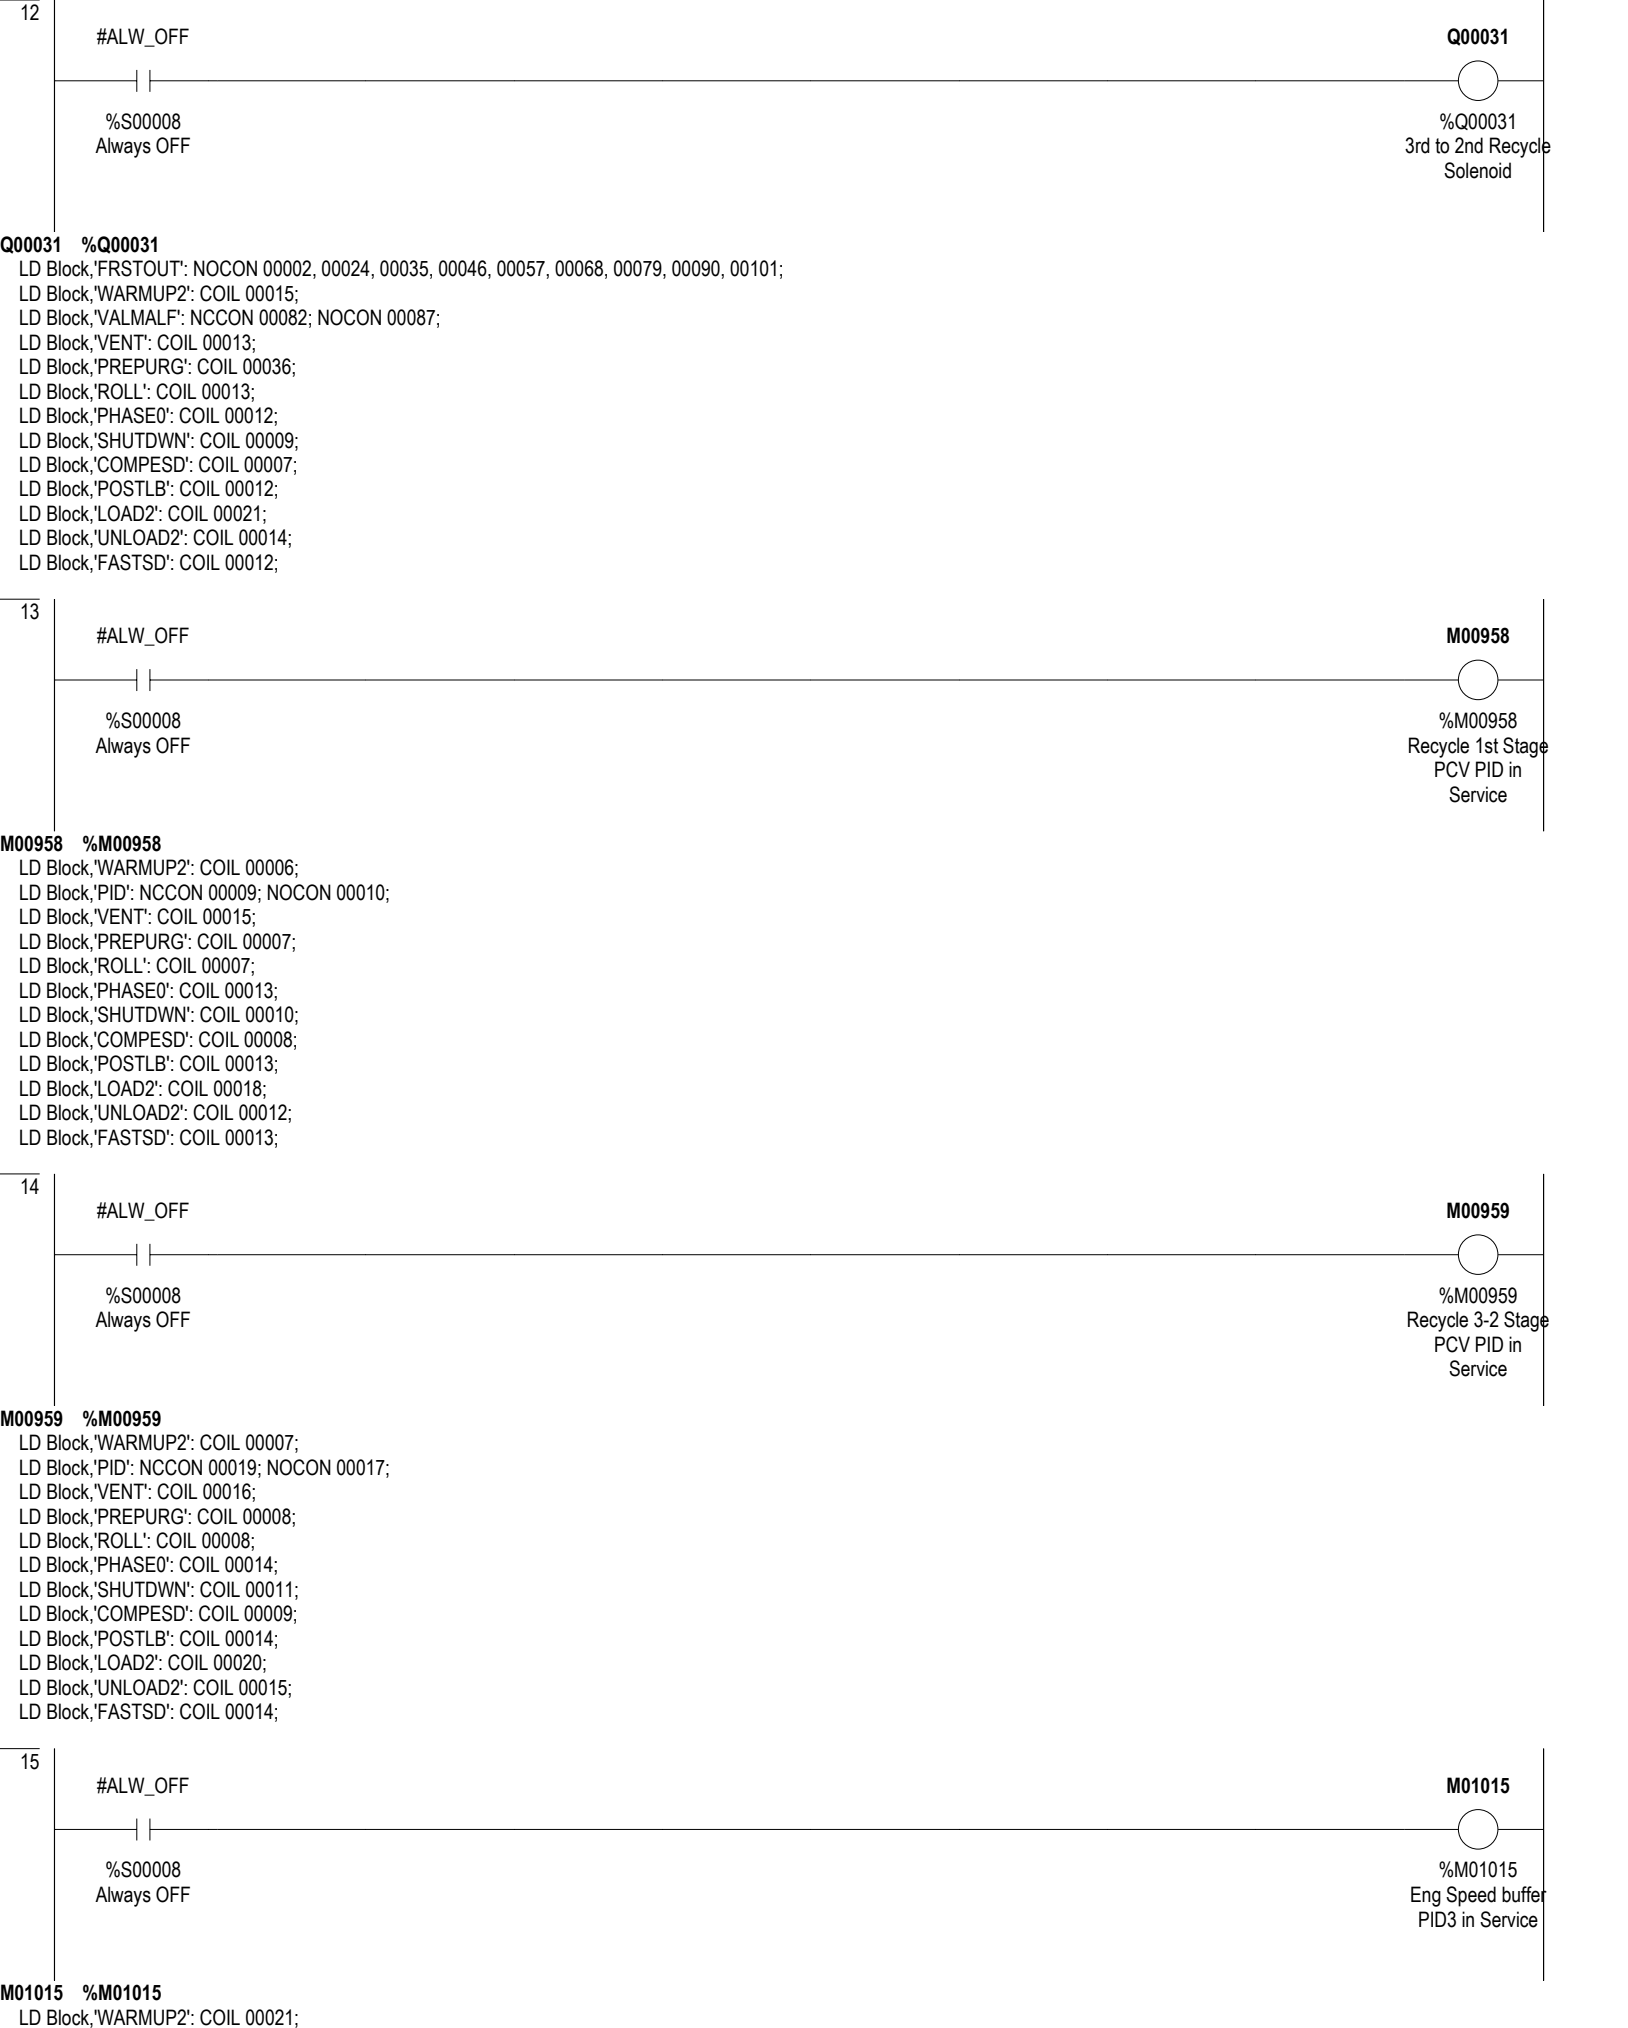 12
#ALW_OFF
Q00031
%S00008
Always OFF
%Q00031
3rd to 2nd Recycle
Solenoid
Q00031 %Q00031
LD Block,'FRSTOUT': NOCON 00002, 00024, 00035, 00046, 00057, 00068, 00079, 00090, 00101;
LD Block,'WARMUP2': COIL 00015;
LD Block,'VALMALF': NCCON 00082; NOCON 00087;
LD Block,'VENT': COIL 00013;
LD Block,'PREPURG': COIL 00036;
LD Block,'ROLL': COIL 00013;
LD Block,'PHASE0': COIL 00012;
LD Block,'SHUTDWN': COIL 00009;
LD Block,'COMPESD': COIL 00007;
LD Block,'POSTLB': COIL 00012;
LD Block,'LOAD2': COIL 00021;
LD Block,'UNLOAD2': COIL 00014;
LD Block,'FASTSD': COIL 00012;
13
#ALW_OFF
M00958
%S00008
Always OFF
%M00958
Recycle 1st Stage
PCV PID in
Service
M00958 %M00958
LD Block,'WARMUP2': COIL 00006;
LD Block,'PID': NCCON 00009; NOCON 00010;
LD Block,'VENT': COIL 00015;
LD Block,'PREPURG': COIL 00007;
LD Block,'ROLL': COIL 00007;
LD Block,'PHASE0': COIL 00013;
LD Block,'SHUTDWN': COIL 00010;
LD Block,'COMPESD': COIL 00008;
LD Block,'POSTLB': COIL 00013;
LD Block,'LOAD2': COIL 00018;
LD Block,'UNLOAD2': COIL 00012;
LD Block,'FASTSD': COIL 00013;
14
#ALW_OFF
M00959
%S00008
Always OFF
%M00959
Recycle 3-2 Stage
PCV PID in
Service
M00959 %M00959
LD Block,'WARMUP2': COIL 00007;
LD Block,'PID': NCCON 00019; NOCON 00017;
LD Block,'VENT': COIL 00016;
LD Block,'PREPURG': COIL 00008;
LD Block,'ROLL': COIL 00008;
LD Block,'PHASE0': COIL 00014;
LD Block,'SHUTDWN': COIL 00011;
LD Block,'COMPESD': COIL 00009;
LD Block,'POSTLB': COIL 00014;
LD Block,'LOAD2': COIL 00020;
LD Block,'UNLOAD2': COIL 00015;
LD Block,'FASTSD': COIL 00014;
15
#ALW_OFF
M01015
%S00008
Always OFF
%M01015
Eng Speed buffer
PID3 in Service
M01015 %M01015
LD Block,'WARMUP2': COIL 00021;